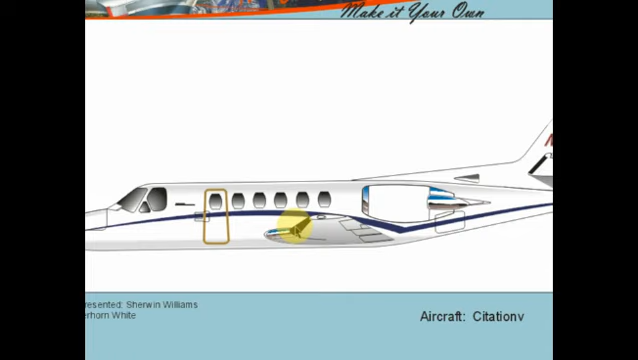 Make it Your Own
resented: Sherwin Williams
erhorn White
Aircraft: Citationv